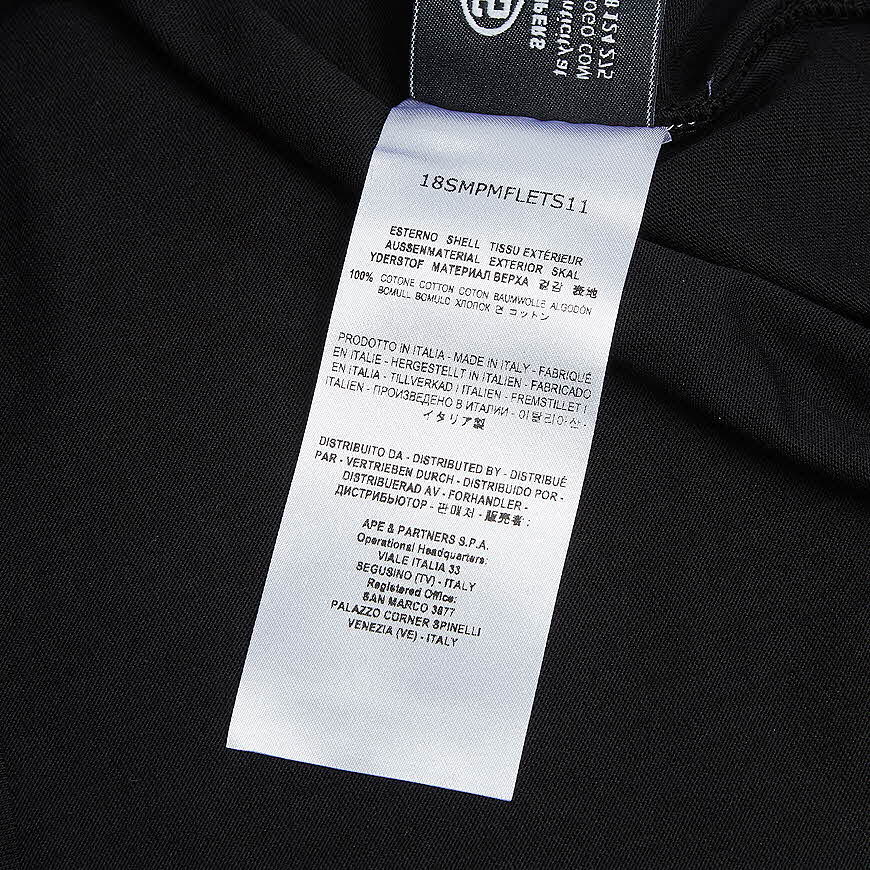 18SMPMFLETS11
ESTERNO SHELL TISSU EXTÉRIEUR
AUSSENMATERIAL EXTERIOR SKAL
YDERSTOF МАТЕРИАЛ ВЕРХА 겉감 表地
100% COTONE COTTON COTON BAUMWOLLE ALGODÓN
BOMULL BOMULD ХЛОПОК 면 コットン
PRODOTTO IN ITALIA - MADE IN ITALY - FABRIQUÉ
EN ITALIE - HERGESTELLT IN ITALIEN - FABRICADO
EN ITALIA - TILLVERKAD I ITALIEN - FREMSTILLET I
ITALIEN - ПРОИЗВЕДЕНО В ИТАЛИИ - 이탈리아산 -
イタリア製
DISTRIBUITO DA - DISTRIBUTED BY - DISTRIBUÉ
PAR - VERTRIEBEN DURCH - DISTRIBUIDO POR -
DISTRIBUERAD AV - FORHANDLER -
ДИСТРИБЬЮТОР - 판매처 - 販売者 :
APE & PARTNERS S.P.A.
Operational Headquarters:
VIALE ITALIA 33
SEGUSINO (TV) - ITALY
Registered Office:
SAN MARCO 3877
PALAZZO CORNER SPINELLI
VENEZIA (VE) - ITALY